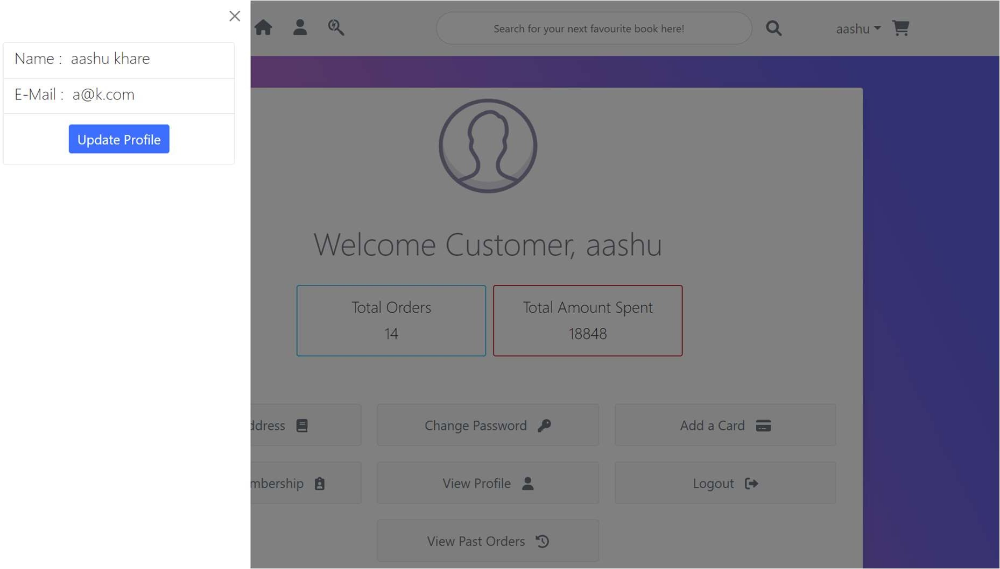 Name : aashu khare
E-Mail : a@k.com
Update Profile
Search for your next favourite book here!
aashu
Welcome Customer, aashu
Total Orders
14
Total Amount Spent
18848
ddress
Change Password
Add a Card
mbership
View Profile
Logout
View Past Orders